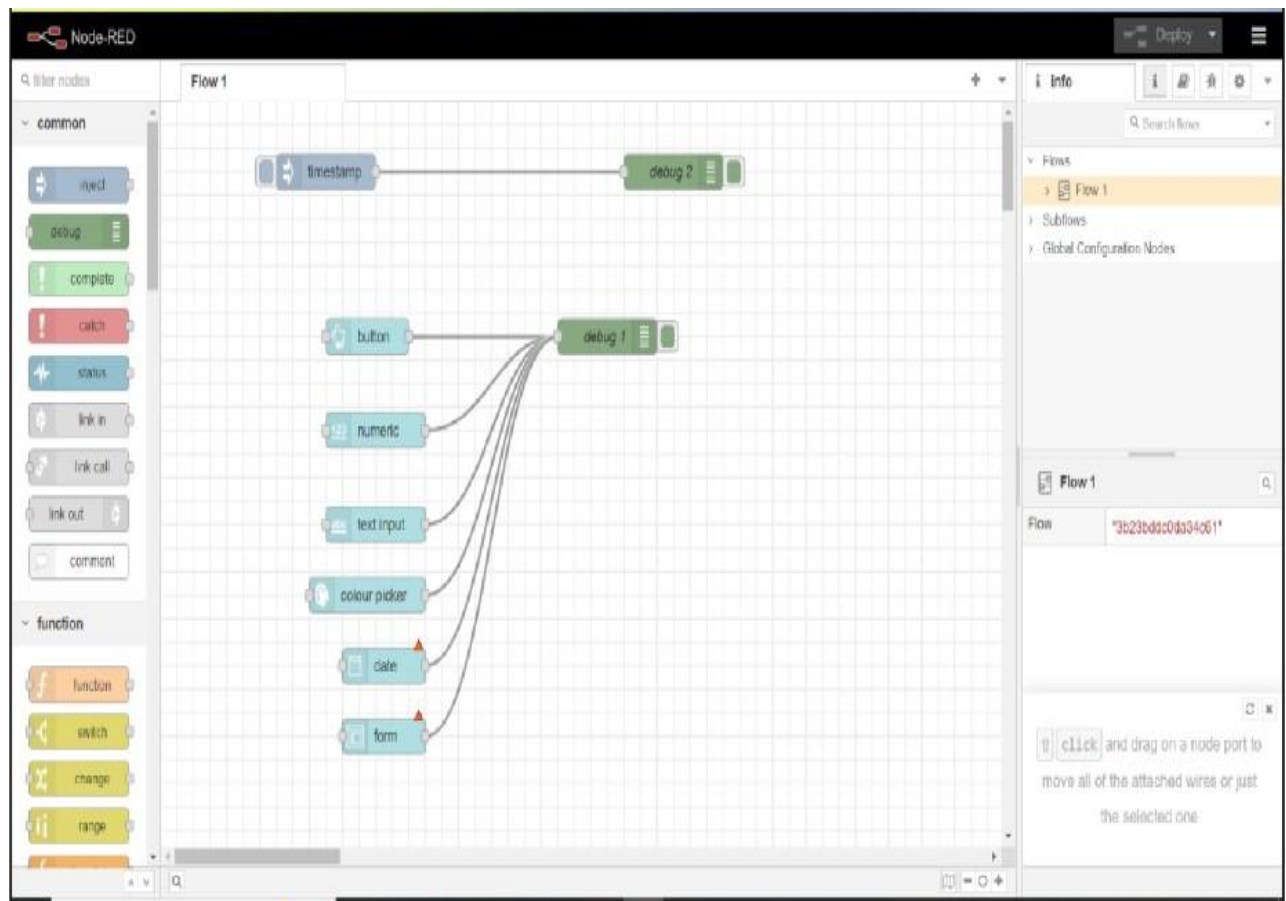 Node-RED
Deploy
filter nodes
Flow 1
info
Search flows
common
inject
debug
complete
catch
status
link in
link call
link out
comment
function
function
switch
change
range
timestamp
debug 2
button
debug 1
numeric
text input
colour picker
date
form
Flows
Flow 1
Subflows
Global Configuration Nodes
Flow 1
Flow
click and drag on a node port to
move all of the attached wires or just
the selected one